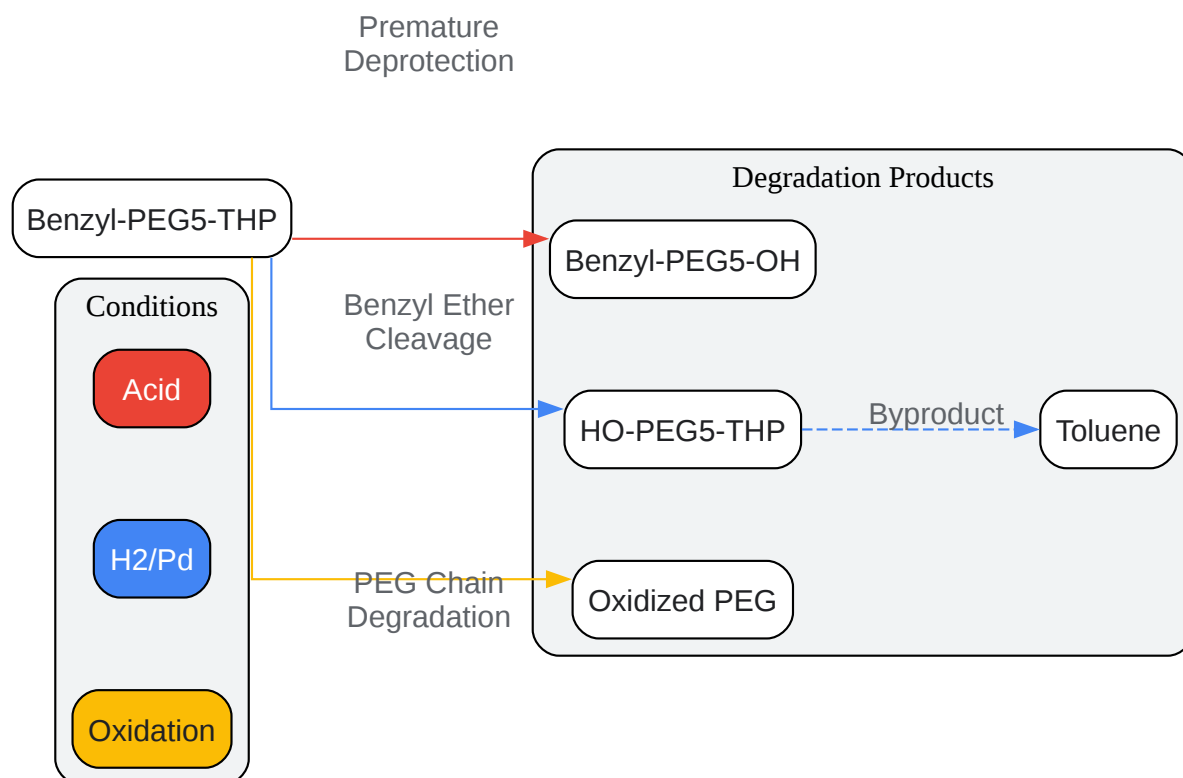 Premature
Deprotection
Degradation Products
Benzyl-PEG5-THP
Benzyl-PEG5-OH
Conditions
Benzyl Ether
Cleavage
Acid
HO-PEG5-THP
Byproduct
Toluene
H2/Pd
PEG Chain
Degradation
Oxidized PEG
Oxidation